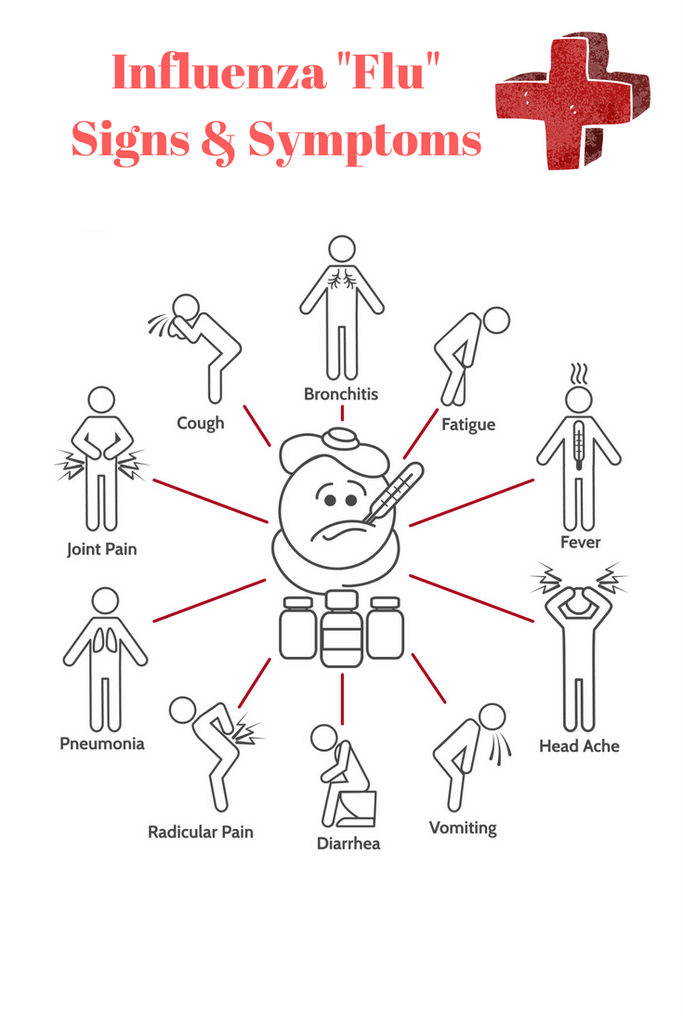 Influenza "Flu"
Signs & Symptoms
Bronchitis
Cough
Fatigue
Joint Pain
Fever
Pneumonia
Head Ache
Radicular Pain
Diarrhea
Vomiting